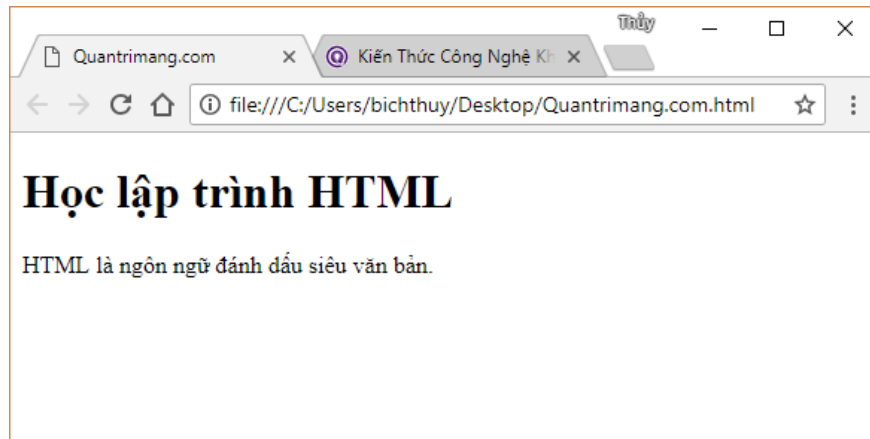 Thủy
Quantrimang.com
Kiến Thức Công Nghệ Kh
file:///C:/Users/bichthuy/Desktop/Quantrimang.com.html
Học lập trình HTML
HTML là ngôn ngữ đánh dấu siêu văn bản.